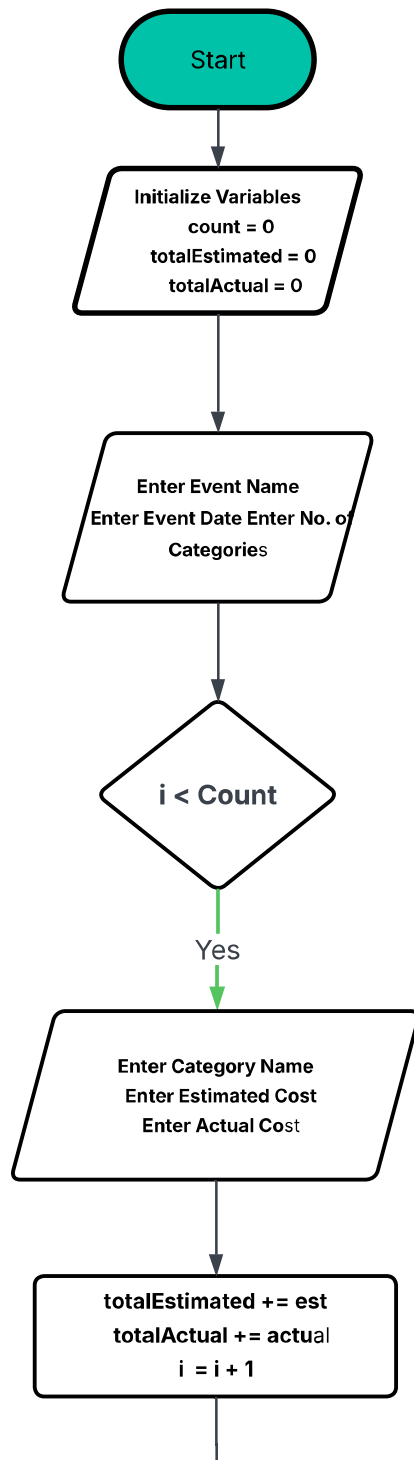 Start
Initialize Variables
count = 0
totalEstimated = 0
totalActual = 0
Enter Event Name
Enter Event Date Enter No. of
Categories
i < Count
Yes
Enter Category Name
Enter Estimated Cost
Enter Actual Cost
totalEstimated += est
totalActual += actual
i = i + 1